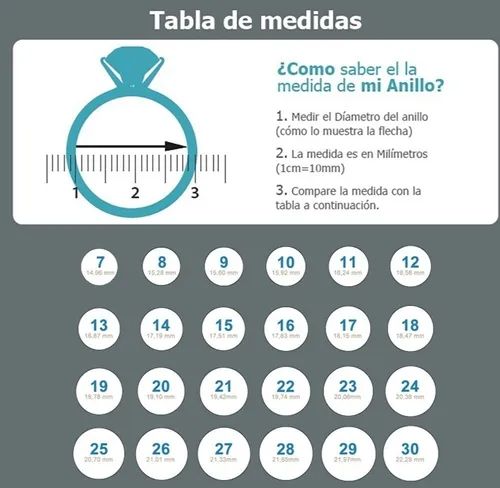 Tabla de medidas
¿Como saber el la
medida de mi Anillo?
1. Medir el Díametro del anillo
(cómo lo muestra la flecha)
2. La medida es en Milímetros
(1cm=10mm)
3. Compare la medida con la
tabla a continuación.
1 2 3
7 8 9 10 11 12
14,96 mm 15,28 mm 15,60 mm 15,92 mm 16,24 mm 16,56 mm
13 14 15 16 17 18
16,87 mm 17,19 mm 17,51 mm 17,83 mm 18,15 mm 18,47 mm
19 20 21 22 23 24
18,78 mm 19,10 mm 19,42mm 19,74 mm 20,06mm 20,38 mm
25 26 27 28 29 30
20,70 mm 21,01 mm 21,33mm 21,65mm 21,97mm 22,29 mm